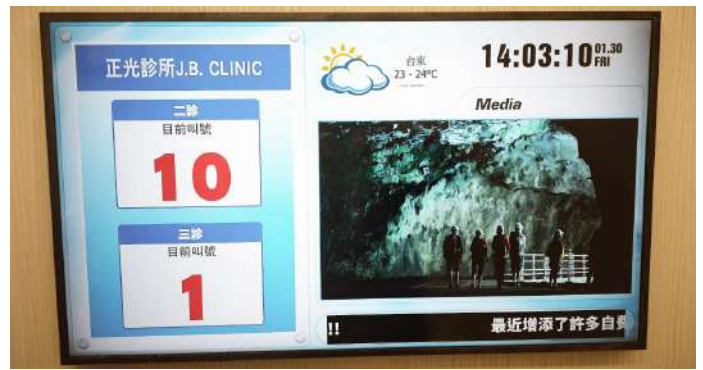 正光診所J.B. CLINIC
二診
目前叫號
10
三診
目前叫號
1
台東
23 - 24°C
14:03:10
01.30
FRI
Media
!!
最近增添了許多自費